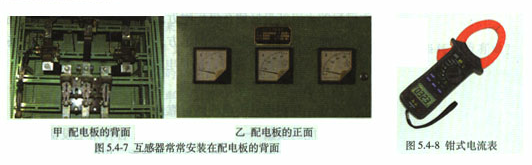 甲 配电板的背面
乙 配电板的正面
图 5.4-7 互感器常常安装在配电板的背面
图 5.4-8 钳式电流表